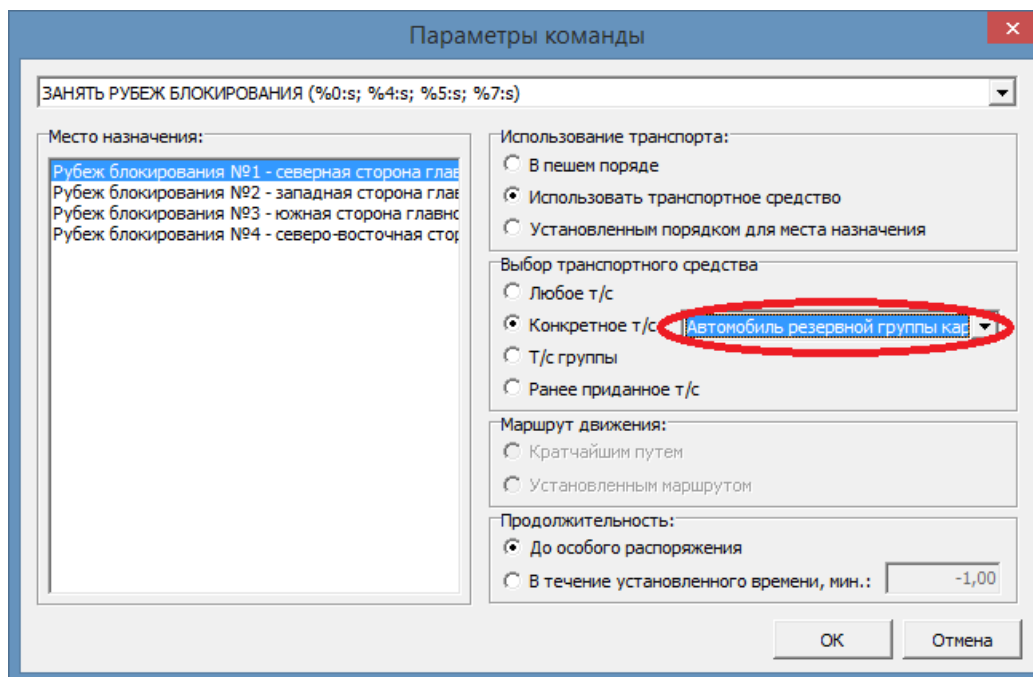 Параметры команды
ЗАНЯТЬ РУБЕЖ БЛОКИРОВАНИЯ (%0:s; %4:s; %5:s; %7:s)
Место назначения:
Рубеж блокирования №1 - северная сторона глав
Рубеж блокирования №2 - западная сторона глав
Рубеж блокирования №3 - южная сторона главно
Рубеж блокирования №4 - северо-восточная стор
Использование транспорта:
В пешем поряде
Использовать транспортное средство
Установленным порядком для места назначения
Выбор транспортного средства
Любое т/с
Конкретное т/с Автомобиль резервной группы кар
Т/с группы
Ранее приданное т/с
Маршрут движения:
Кратчайшим путем
Установленным маршрутом
Продолжительность:
До особого распоряжения
В течение установленного времени, мин.: -1,00
ОК Отмена